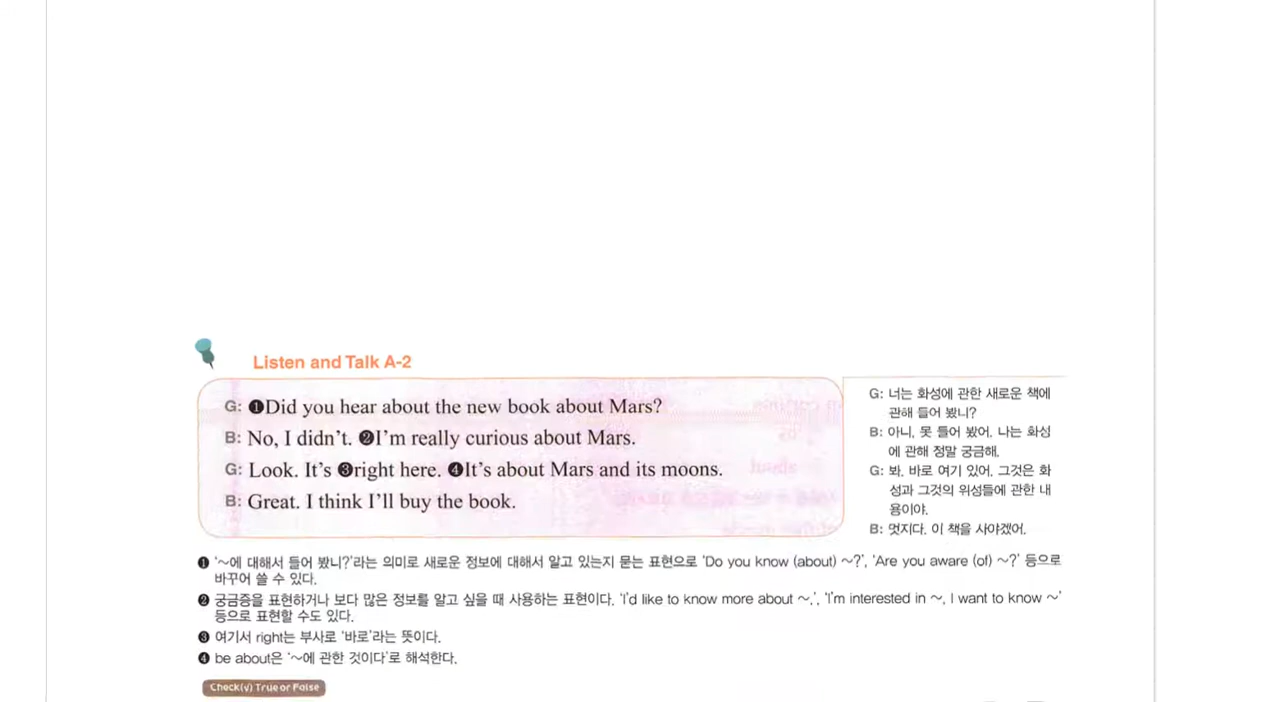 Listen and Talk A-2
G: ❶Did you hear about the new book about Mars?
B: No, I didn't. ❷I'm really curious about Mars.
G: Look. It's ❸right here. ❹It's about Mars and its moons.
B: Great. I think I'll buy the book.
G: 너는 화성에 관한 새로운 책에
관해 들어 봤니?
B: 아니, 못 들어 봤어. 나는 화성
에 관해 정말 궁금해.
G: 봐. 바로 여기 있어. 그것은 화
성과 그것의 위성들에 관한 내
용이야.
B: 멋지다. 이 책을 사야겠어.
❶ '~에 대해서 들어 봤니?'라는 의미로 새로운 정보에 대해서 알고 있는지 묻는 표현으로 'Do you know (about) ~?', 'Are you aware (of) ~?' 등으로
바꾸어 쓸 수 있다.
❷ 궁금증을 표현하거나 보다 많은 정보를 알고 싶을 때 사용하는 표현이다. 'I'd like to know more about ~.', 'I'm interested in ~, I want to know ~'
등으로 표현할 수도 있다.
❸ 여기서 right는 부사로 '바로'라는 뜻이다.
❹ be about은 '~에 관한 것이다'로 해석한다.
Check(√) True or False